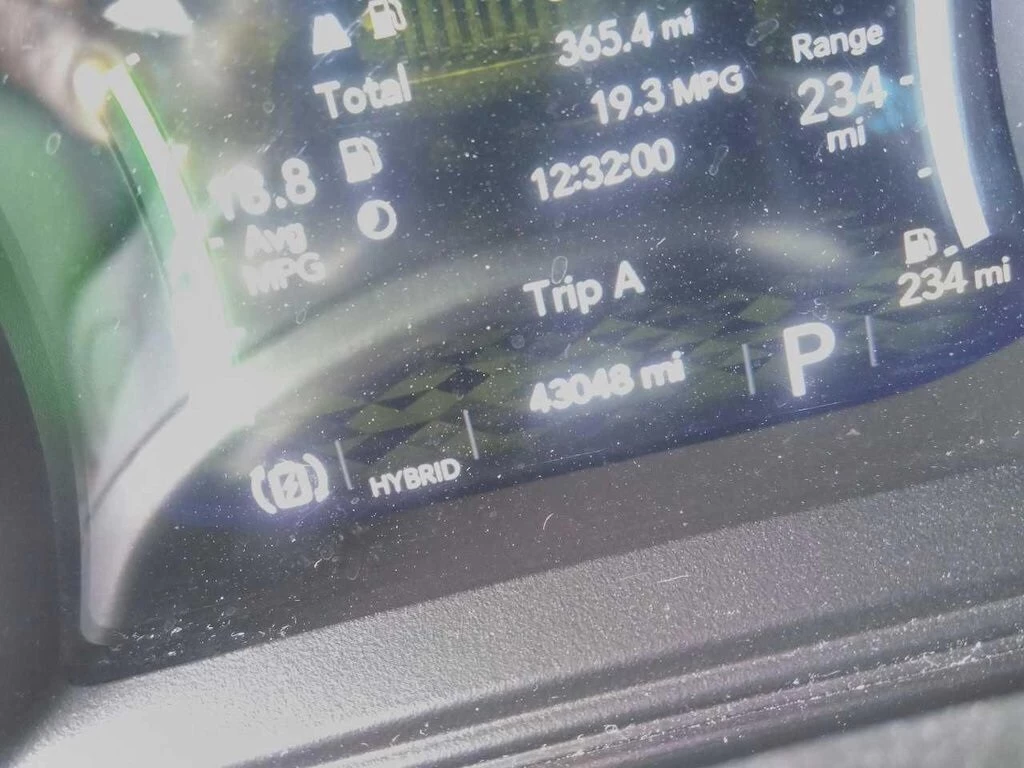 365.4 mi
Range
Total
19.3 MPG
234
mi
12:32:00
Avg
MPG
Trip A
234 mi
43048 mi
P
HYBRID